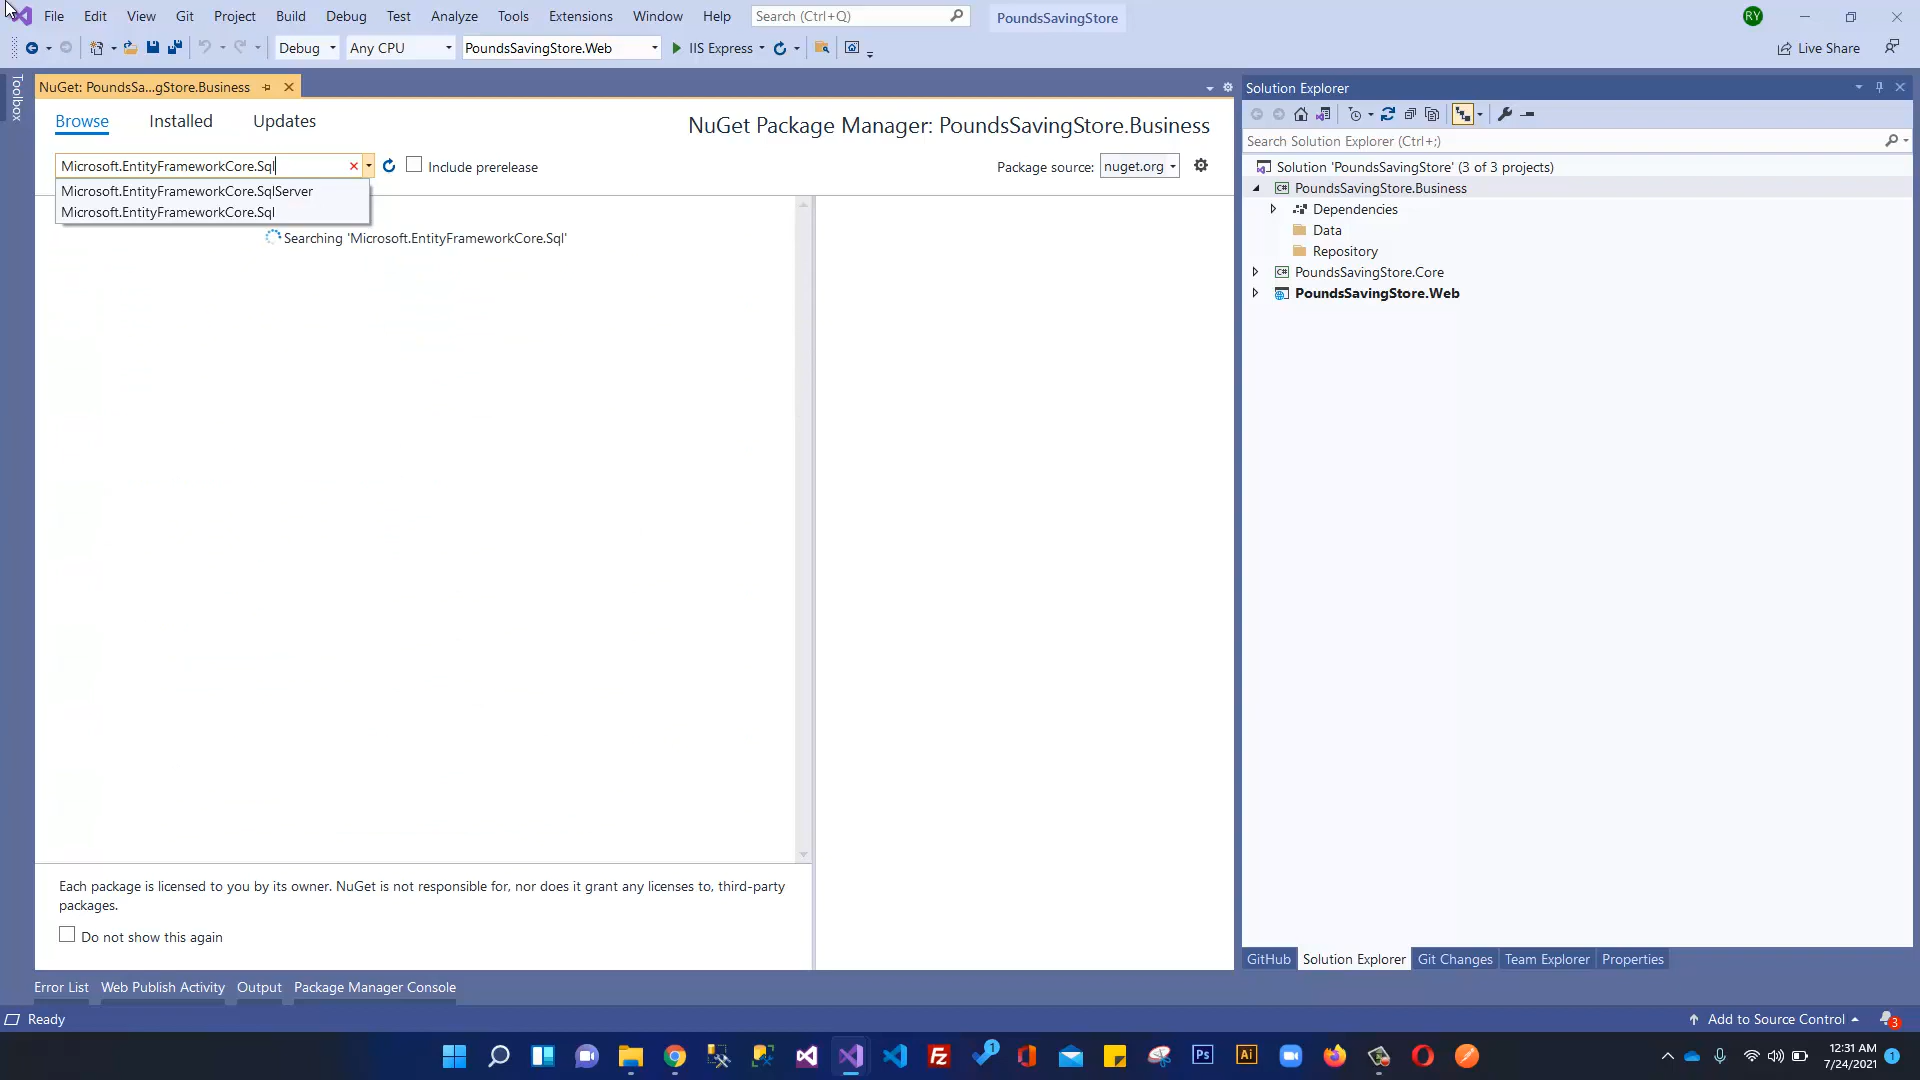 File Edit View Git Project Build Debug Test Analyze Tools Extensions Window Help Search (Ctrl+Q) PoundsSavingStore RY
Debug Any CPU PoundsSavingStore.Web IIS Express Live Share
Toolbox
NuGet: PoundsSa...gStore.Business
Browse Installed Updates
NuGet Package Manager: PoundsSavingStore.Business
Microsoft.EntityFrameworkCore.Sql
Include prerelease
Package source: nuget.org
Microsoft.EntityFrameworkCore.SqlServer
Microsoft.EntityFrameworkCore.Sql
Searching 'Microsoft.EntityFrameworkCore.Sql'
Each package is licensed to you by its owner. NuGet is not responsible for, nor does it grant any licenses to, third-party
packages.
Do not show this again
Solution Explorer
Search Solution Explorer (Ctrl+;)
Solution 'PoundsSavingStore' (3 of 3 projects)
C# PoundsSavingStore.Business
Dependencies
Data
Repository
C# PoundsSavingStore.Core
PoundsSavingStore.Web
GitHub Solution Explorer Git Changes Team Explorer Properties
Error List Web Publish Activity Output Package Manager Console
Ready
Add to Source Control 3
1 Ps Ai
12:31 AM
7/24/2021
1